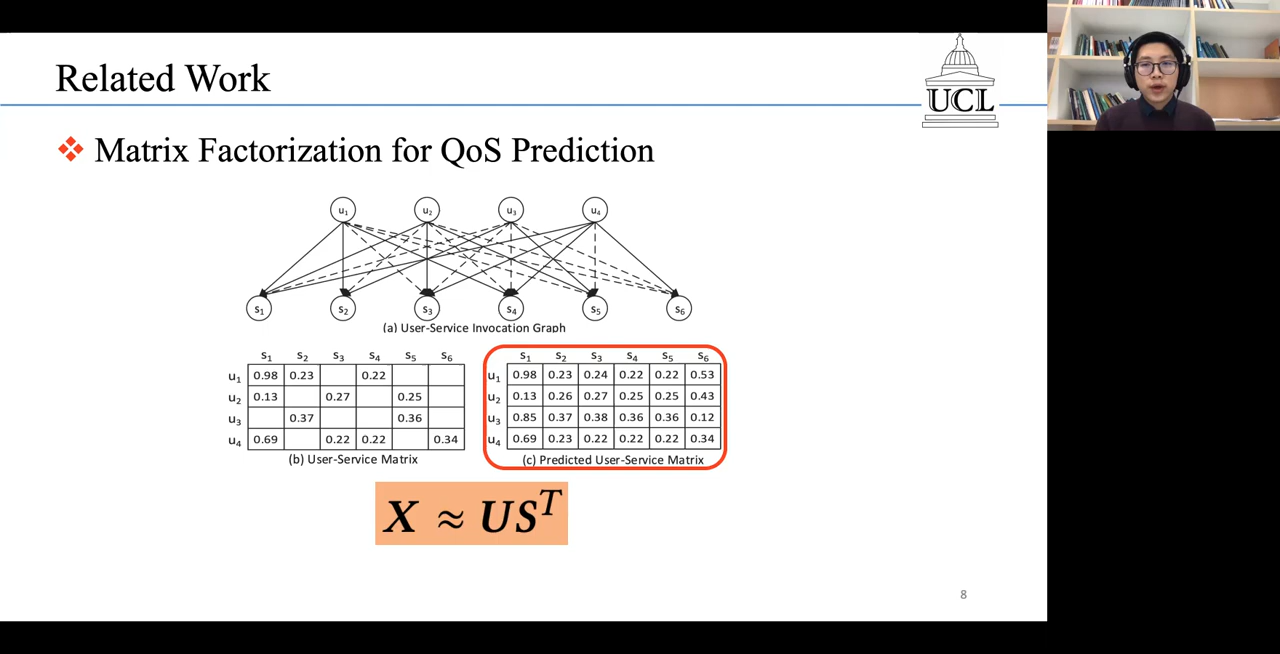 Related Work
UCL
❖ Matrix Factorization for QoS Prediction
u1 u2 u3 u4
s1 s2 s3 s4 s5 s6
(a) User-Service Invocation Graph
s1 s2 s3 s4 s5 s6
u1 0.98 0.23 0.22
u2 0.13 0.27 0.25
u3 0.37 0.36
u4 0.69 0.22 0.22 0.34
(b) User-Service Matrix
s1 s2 s3 s4 s5 s6
u1 0.98 0.23 0.24 0.22 0.22 0.53
u2 0.13 0.26 0.27 0.25 0.25 0.43
u3 0.85 0.37 0.38 0.36 0.36 0.12
u4 0.69 0.23 0.22 0.22 0.22 0.34
(c) Predicted User-Service Matrix
X ≈ US^T
8